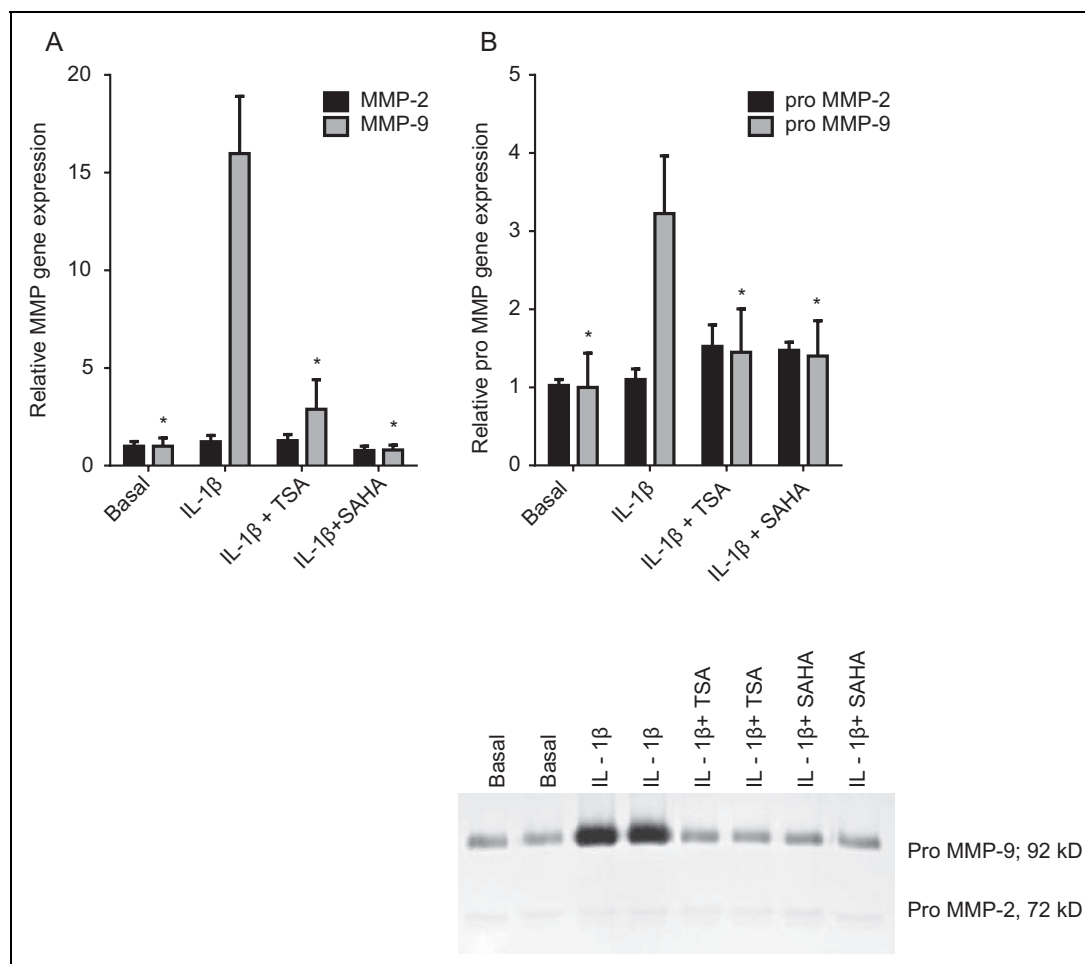 A
Relative MMP gene expression
20
15
10
5
0
MMP-2
MMP-9
*
*
*
Basal
IL-1β
IL-1β + TSA
IL-1β+SAHA
B
Relative pro MMP gene expression
5
4
3
2
1
0
pro MMP-2
pro MMP-9
*
*
*
Basal
IL-1β
IL-1β + TSA
IL-1β + SAHA
Basal
Basal
IL - 1β
IL - 1β
IL - 1β+ TSA
IL - 1β+ TSA
IL - 1β+ SAHA
IL - 1β+ SAHA
Pro MMP-9; 92 kD
Pro MMP-2, 72 kD